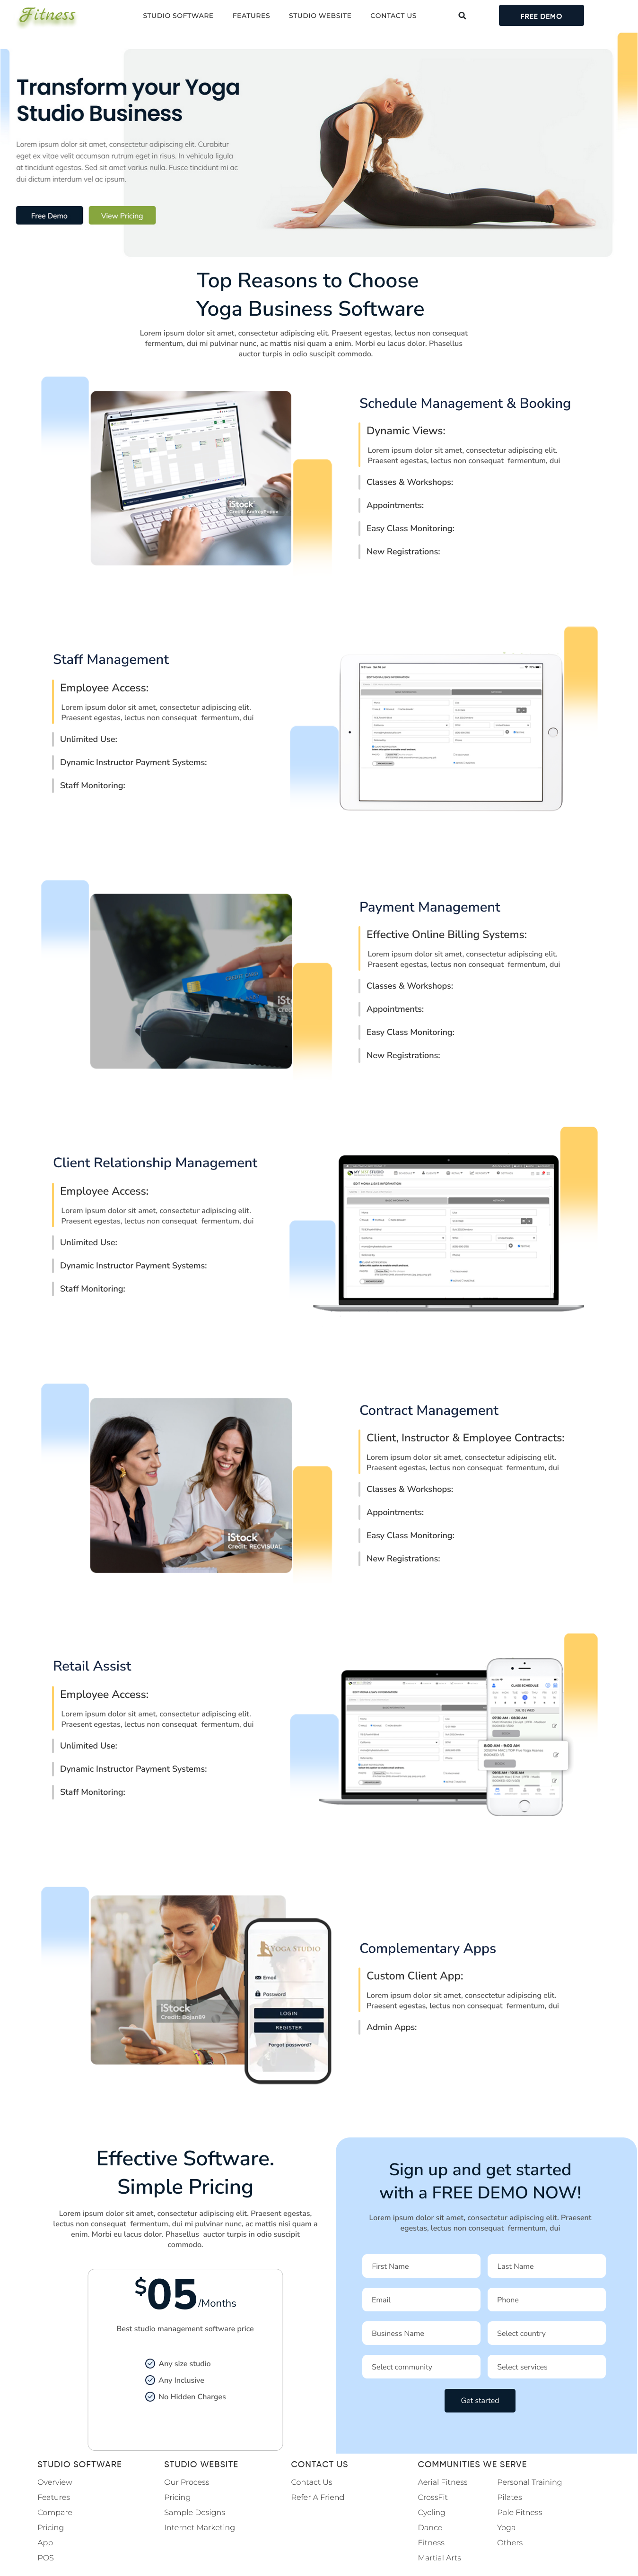 Fitness
STUDIO SOFTWARE FEATURES STUDIO WEBSITE CONTACT US
FREE DEMO
Transform your Yoga
Studio Business
Lorem ipsum dolor sit amet, consectetur adipiscing elit. Curabitur
eget ex vitae velit accumsan rutrum eget in risus. In vehicula ligula
at tincidunt egestas. Sed sit amet varius nulla. Fusce tincidunt mi ac
dui dictum interdum vel ac ipsum.
Free Demo View Pricing
Top Reasons to Choose
Yoga Business Software
Lorem ipsum dolor sit amet, consectetur adipiscing elit. Praesent egestas, lectus non consequat
fermentum, dui mi pulvinar nunc, ac mattis nisi quam a enim. Morbi eu lacus dolor. Phasellus
auctor turpis in odio suscipit commodo.
iStock
Schedule Management & Booking
Dynamic Views:
Lorem ipsum dolor sit amet, consectetur adipiscing elit.
Praesent egestas, lectus non consequat fermentum, dui
Classes & Workshops:
Appointments:
Easy Class Monitoring:
New Registrations:
Staff Management
Employee Access:
Lorem ipsum dolor sit amet, consectetur adipiscing elit.
Praesent egestas, lectus non consequat fermentum, dui
Unlimited Use:
Dynamic Instructor Payment Systems:
Staff Monitoring:
Payment Management
Effective Online Billing Systems:
Lorem ipsum dolor sit amet, consectetur adipiscing elit.
Praesent egestas, lectus non consequat fermentum, dui
Classes & Workshops:
Appointments:
Easy Class Monitoring:
New Registrations:
Client Relationship Management
Employee Access:
Lorem ipsum dolor sit amet, consectetur adipiscing elit.
Praesent egestas, lectus non consequat fermentum, dui
Unlimited Use:
Dynamic Instructor Payment Systems:
Staff Monitoring:
iStock
Credit: RECVISUAL
Contract Management
Client, Instructor & Employee Contracts:
Lorem ipsum dolor sit amet, consectetur adipiscing elit.
Praesent egestas, lectus non consequat fermentum, dui
Classes & Workshops:
Appointments:
Easy Class Monitoring:
New Registrations:
Retail Assist
Employee Access:
Lorem ipsum dolor sit amet, consectetur adipiscing elit.
Praesent egestas, lectus non consequat fermentum, dui
Unlimited Use:
Dynamic Instructor Payment Systems:
Staff Monitoring:
CLASS SCHEDULE
9:00 AM - 9:00 AM
iStock
Credit: Bojan89
YOGA STUDIO
Email
Password
LOGIN
REGISTER
Forgot password?
Complementary Apps
Custom Client App:
Lorem ipsum dolor sit amet, consectetur adipiscing elit.
Praesent egestas, lectus non consequat fermentum, dui
Admin Apps:
Effective Software.
Simple Pricing
Lorem ipsum dolor sit amet, consectetur adipiscing elit. Praesent egestas,
lectus non consequat fermentum, dui mi pulvinar nunc, ac mattis nisi quam a
enim. Morbi eu lacus dolor. Phasellus auctor turpis in odio suscipit
commodo.
$05/Months
Best studio management software price
Any size studio
Any Inclusive
No Hidden Charges
Sign up and get started
with a FREE DEMO NOW!
Lorem ipsum dolor sit amet, consectetur adipiscing elit. Praesent
egestas, lectus non consequat fermentum, dui
First Name Last Name
Email Phone
Business Name Select country
Select community Select services
Get started
STUDIO SOFTWARE
Overview
Features
Compare
Pricing
App
POS
STUDIO WEBSITE
Our Process
Pricing
Sample Designs
Internet Marketing
CONTACT US
Contact Us
Refer A Friend
COMMUNITIES WE SERVE
Aerial Fitness
CrossFit
Cycling
Dance
Fitness
Martial Arts
Personal Training
Pilates
Pole Fitness
Yoga
Others